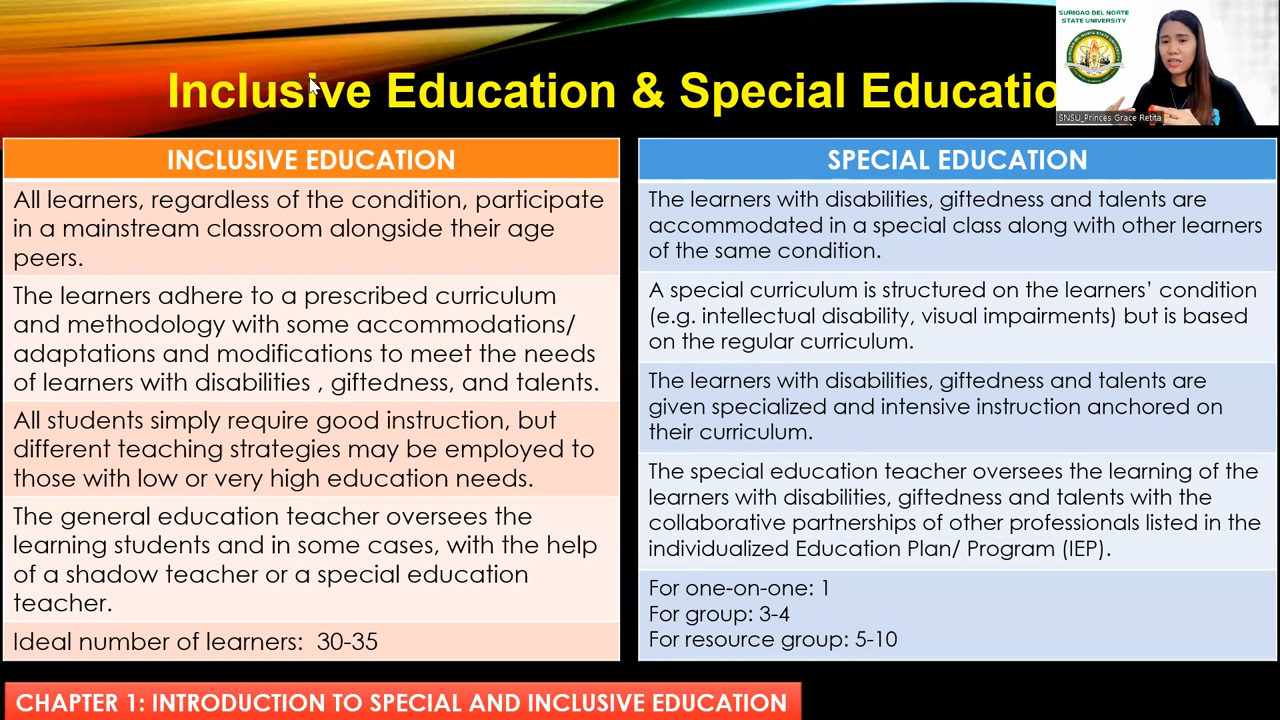 SURIGAO DEL NORTE
STATE UNIVERSITY
Inclusive Education & Special Educatio
SNSU_Princes Grace Retita
INCLUSIVE EDUCATION
All learners, regardless of the condition, participate
in a mainstream classroom alongside their age
peers.
The learners adhere to a prescribed curriculum
and methodology with some accommodations/
adaptations and modifications to meet the needs
of learners with disabilities , giftedness, and talents.
All students simply require good instruction, but
different teaching strategies may be employed to
those with low or very high education needs.
The general education teacher oversees the
learning students and in some cases, with the help
of a shadow teacher or a special education
teacher.
Ideal number of learners: 30-35
SPECIAL EDUCATION
The learners with disabilities, giftedness and talents are
accommodated in a special class along with other learners
of the same condition.
A special curriculum is structured on the learners’ condition
(e.g. intellectual disability, visual impairments) but is based
on the regular curriculum.
The learners with disabilities, giftedness and talents are
given specialized and intensive instruction anchored on
their curriculum.
The special education teacher oversees the learning of the
learners with disabilities, giftedness and talents with the
collaborative partnerships of other professionals listed in the
individualized Education Plan/ Program (IEP).
For one-on-one: 1
For group: 3-4
For resource group: 5-10
CHAPTER 1: INTRODUCTION TO SPECIAL AND INCLUSIVE EDUCATION